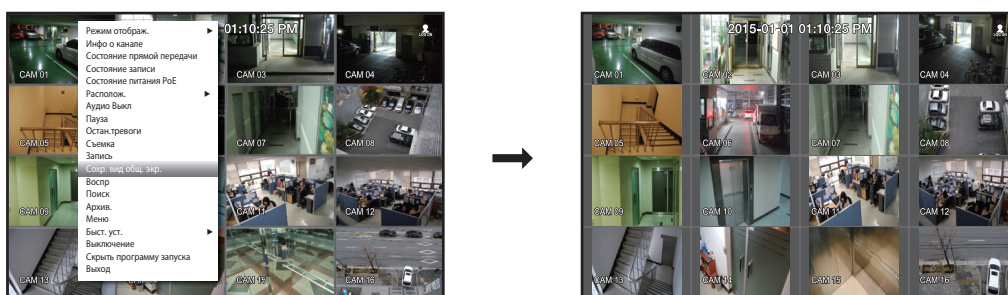 01:10:25 PM
LOG ON
CAM 01
CAM 03
CAM 04
CAM 05
CAM 07
CAM 08
CAM 09
CAM 11
CAM 12
CAM 13
CAM 15
CAM 16
Режим отображ.
Инфо о канале
Состояние прямой передачи
Состояние записи
Состояние питания PoE
Располож.
Аудио Выкл
Пауза
Остан.тревоги
Съемка
Запись
Сохр. вид общ. экр.
Воспр
Поиск
Архив.
Меню
Быст. уст.
Выключение
Скрыть программу запуска
Выход
2015-01-01 01:10:25 PM
CAM 01
CAM 02
CAM 03
CAM 04
CAM 05
CAM 06
CAM 07
CAM 08
CAM 09
CAM 10
CAM 11
CAM 12
CAM 13
CAM 14
CAM 15
CAM 16